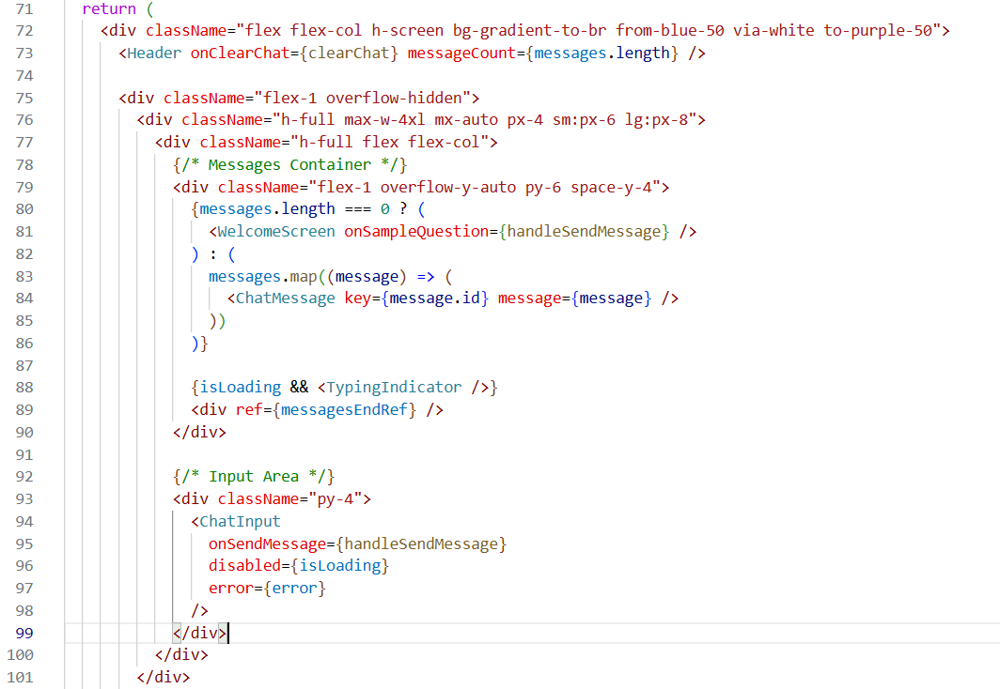 71 return (
72 <div className="flex flex-col h-screen bg-gradient-to-br from-blue-50 via-white to-purple-50">
73 <Header onClearChat={clearChat} messageCount={messages.length} />
74
75 <div className="flex-1 overflow-hidden">
76 <div className="h-full max-w-4xl mx-auto px-4 sm:px-6 lg:px-8">
77 <div className="h-full flex flex-col">
78 {/* Messages Container */}
79 <div className="flex-1 overflow-y-auto py-6 space-y-4">
80 {messages.length === 0 ? (
81 <WelcomeScreen onSampleQuestion={handleSendMessage} />
82 ) : (
83 messages.map((message) => (
84 <ChatMessage key={message.id} message={message} />
85 ))
86 )}
87
88 {isLoading && <TypingIndicator />}
89 <div ref={messagesEndRef} />
90 </div>
91
92 {/* Input Area */}
93 <div className="py-4">
94 <ChatInput
95 onSendMessage={handleSendMessage}
96 disabled={isLoading}
97 error={error}
98 />
99 </div>
100 </div>
101 </div>